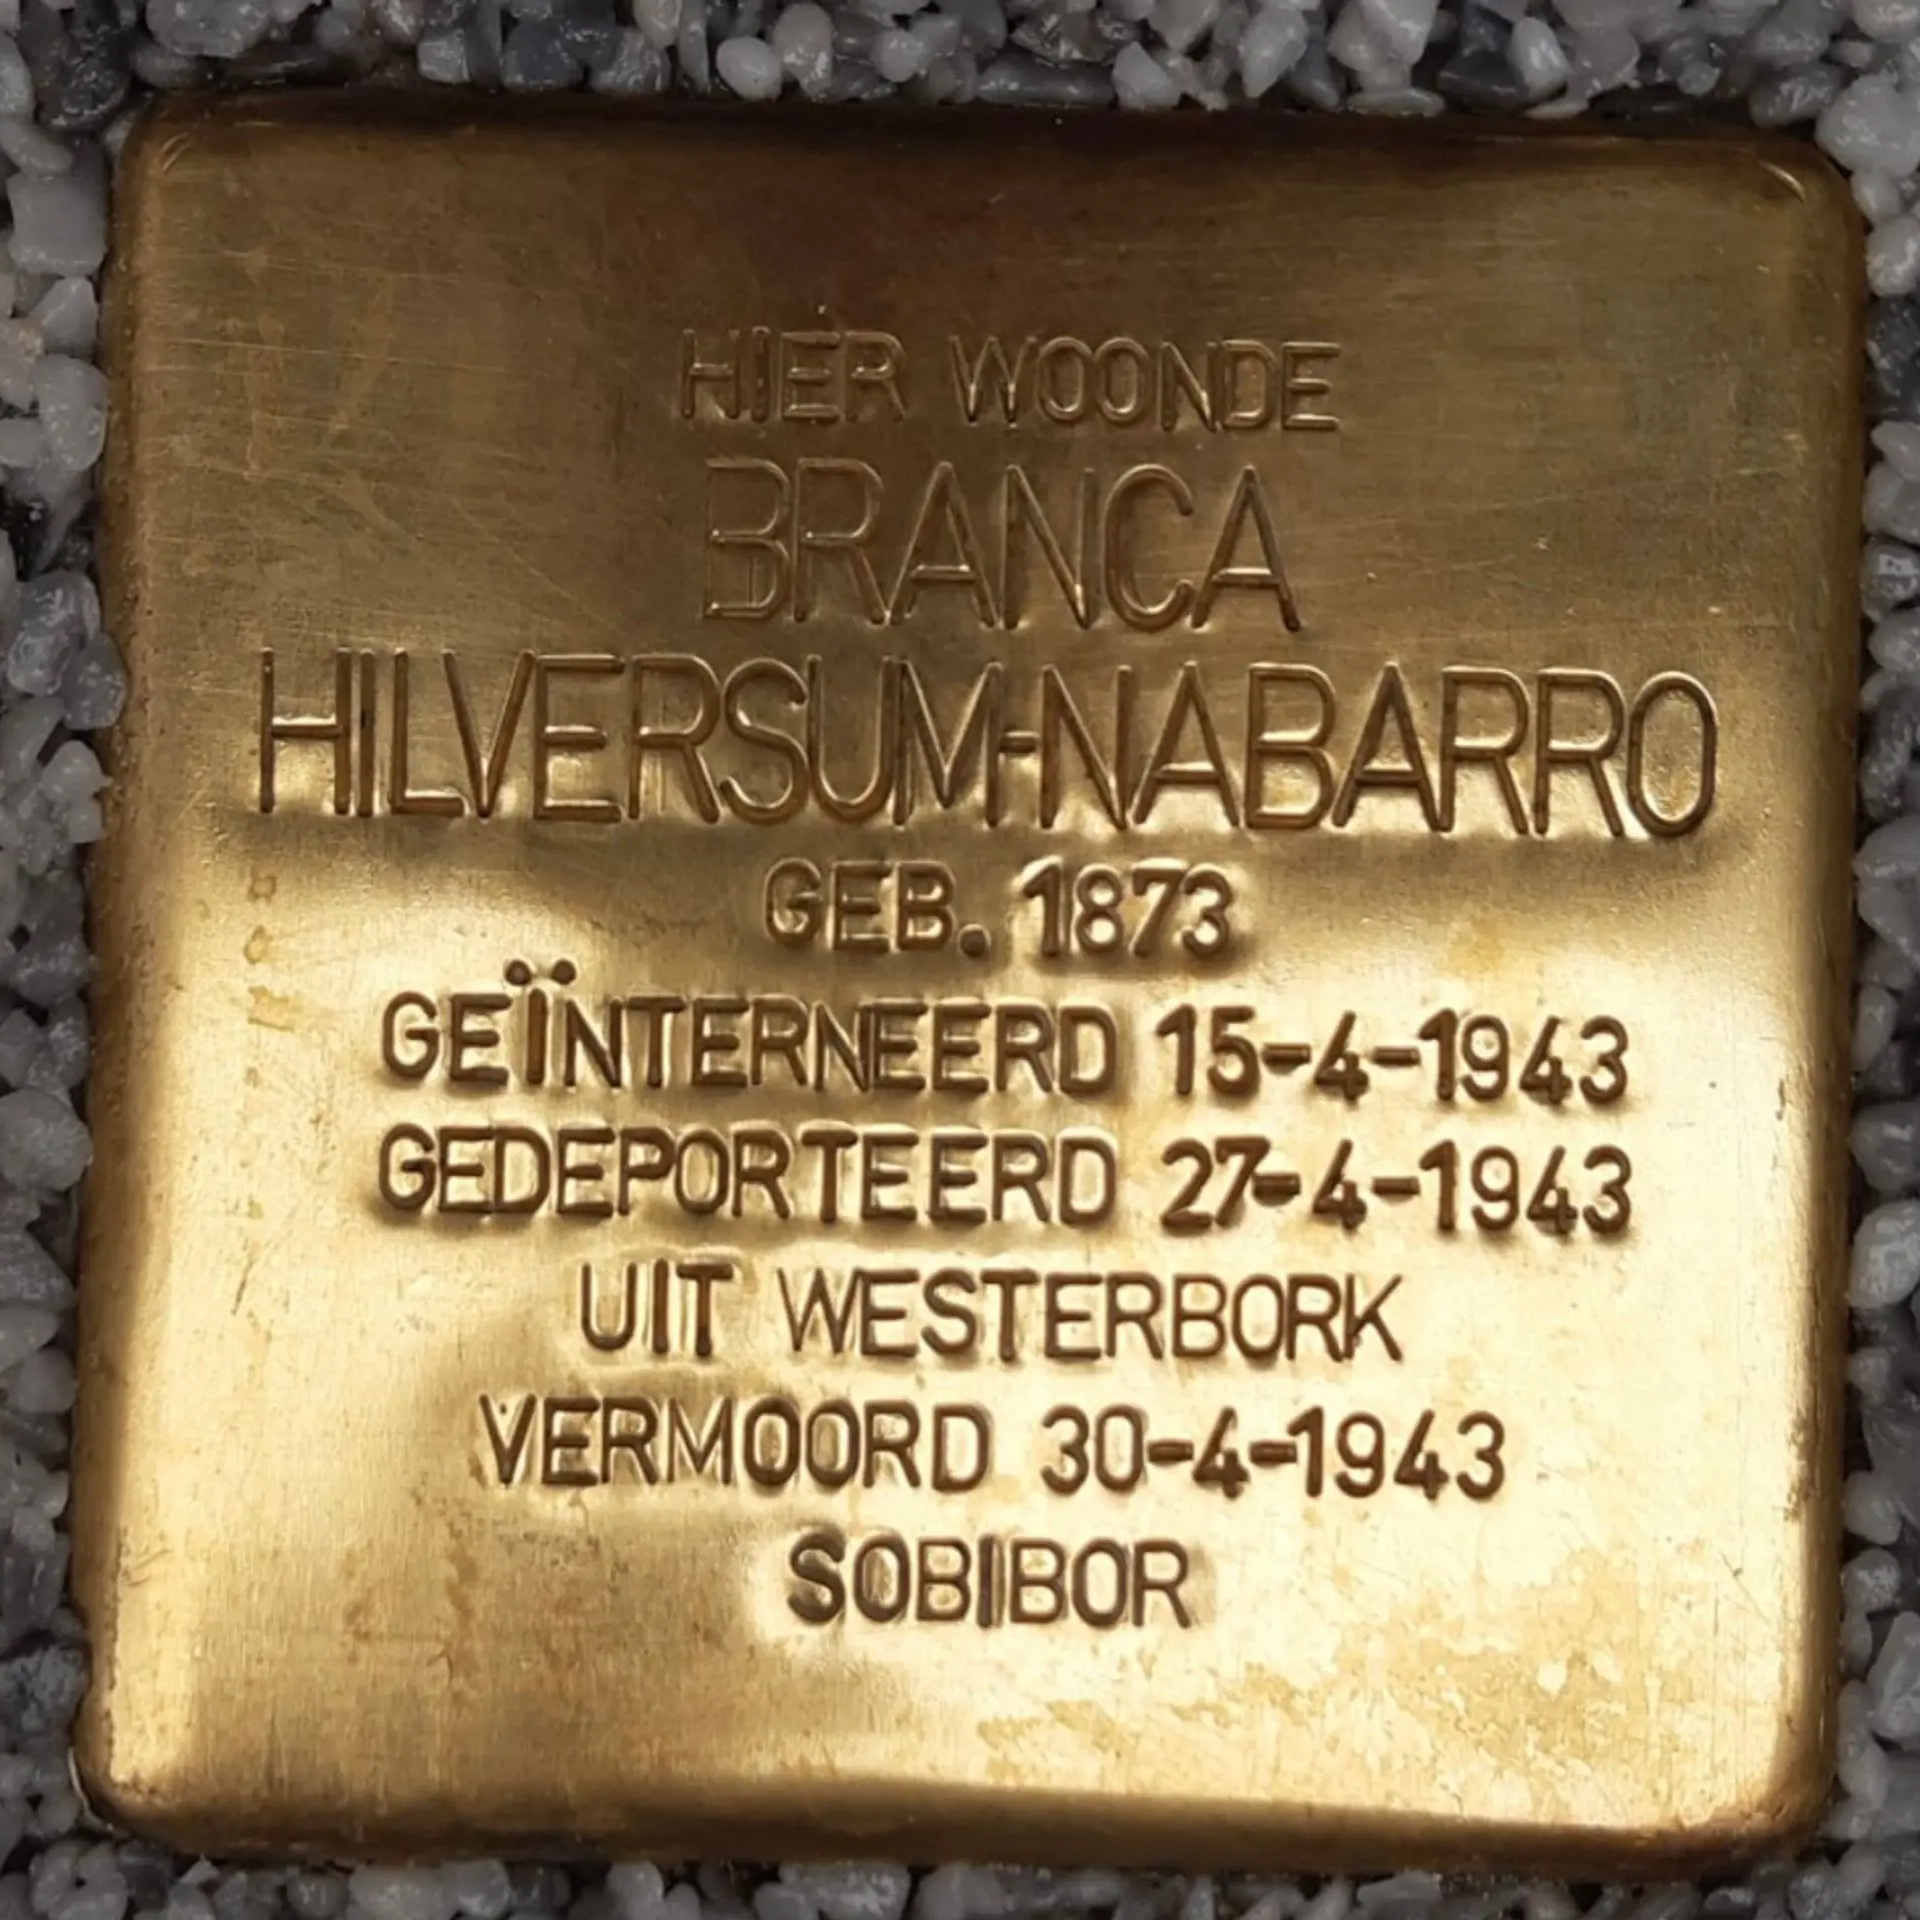 HIER WOONDE
BRANCA
HILVERSUM-NABARRO
GEB. 1873
GEÏNTERNEERD 15-4-1943
GEDEPORTEERD 27-4-1943
UIT WESTERBORK
VERMOORD 30-4-1943
SOBIBOR